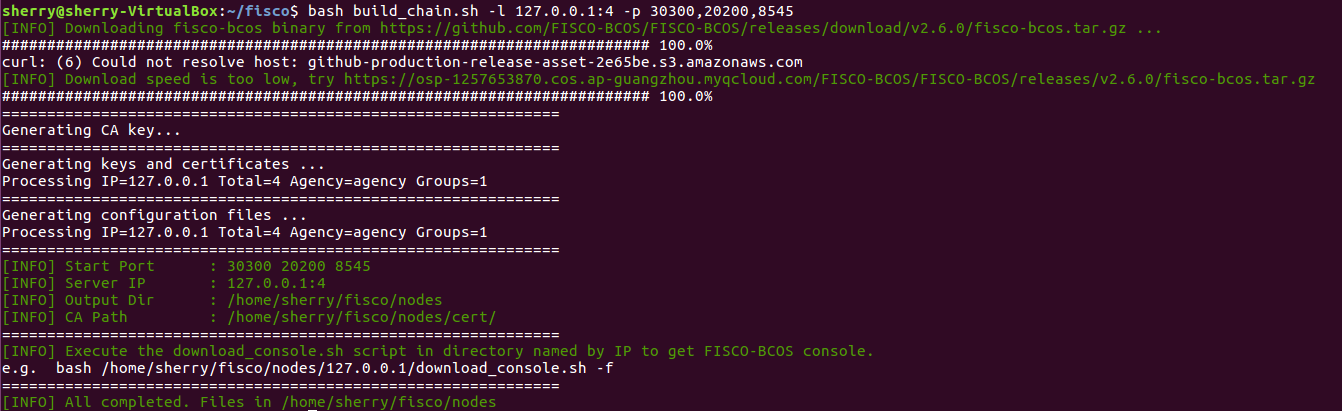 sherry@sherry-VirtualBox:~/fisco$ bash build_chain.sh -l 127.0.0.1:4 -p 30300,20200,8545
[INFO] Downloading fisco-bcos binary from https://github.com/FISCO-BCOS/FISCO-BCOS/releases/download/v2.6.0/fisco-bcos.tar.gz ...
######################################################################## 100.0%
curl: (6) Could not resolve host: github-production-release-asset-2e65be.s3.amazonaws.com
[INFO] Download speed is too low, try https://osp-1257653870.cos.ap-guangzhou.myqcloud.com/FISCO-BCOS/FISCO-BCOS/releases/v2.6.0/fisco-bcos.tar.gz
######################################################################## 100.0%
==============================================================
Generating CA key...
==============================================================
Generating keys and certificates ...
Processing IP=127.0.0.1 Total=4 Agency=agency Groups=1
==============================================================
Generating configuration files ...
Processing IP=127.0.0.1 Total=4 Agency=agency Groups=1
==============================================================
[INFO] Start Port      : 30300 20200 8545
[INFO] Server IP       : 127.0.0.1:4
[INFO] Output Dir      : /home/sherry/fisco/nodes
[INFO] CA Path         : /home/sherry/fisco/nodes/cert/
==============================================================
[INFO] Execute the download_console.sh script in directory named by IP to get FISCO-BCOS console.
e.g.  bash /home/sherry/fisco/nodes/127.0.0.1/download_console.sh -f
==============================================================
[INFO] All completed. Files in /home/sherry/fisco/nodes